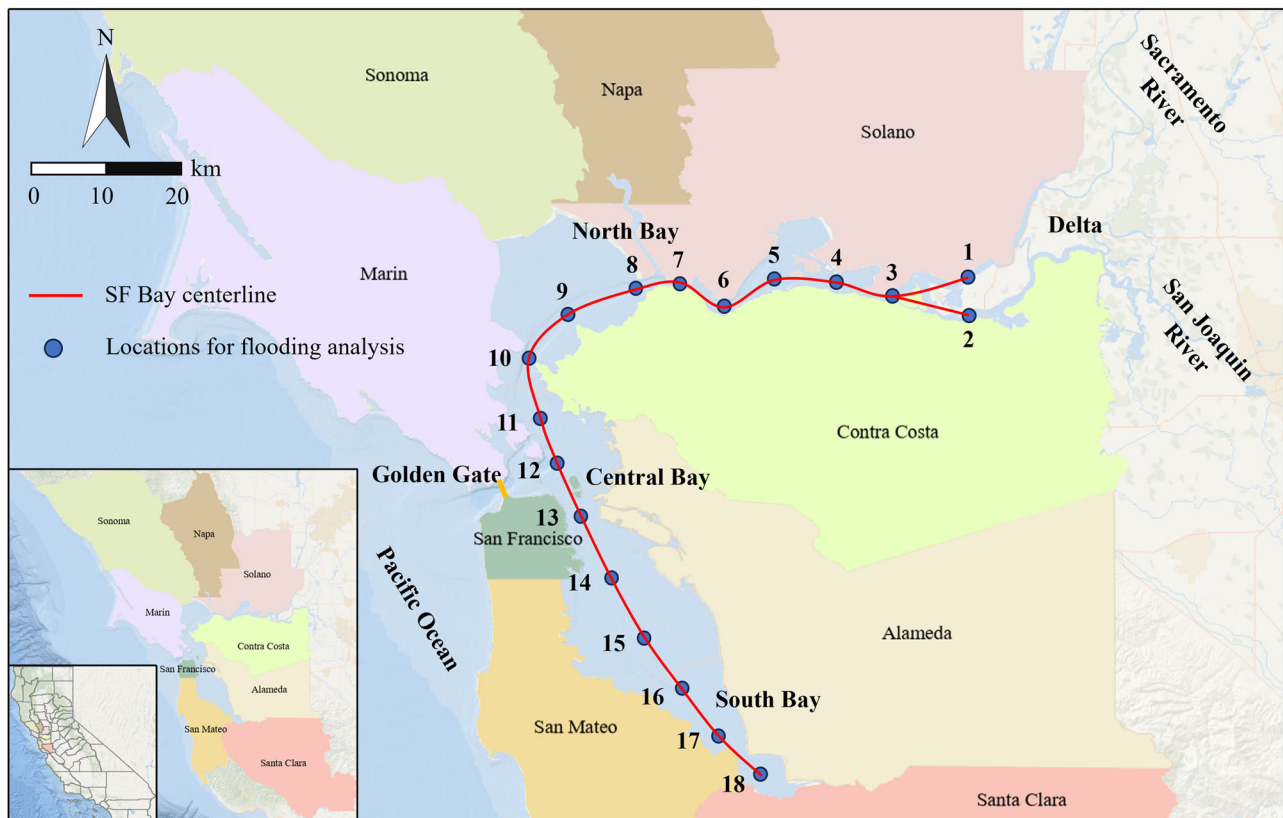 N
km
0 10 20
SF Bay centerline
Locations for flooding analysis
Sonoma
Napa
Solano
Marin
Sacramento
River
North Bay
Delta
San Joaquin
River
1
2
3
4
5
6
7
8
9
10
11
12
13
14
15
16
17
18
Contra Costa
Golden Gate
Central Bay
San Francisco
Pacific Ocean
Alameda
South Bay
San Mateo
Santa Clara
Sonoma
Napa
Solano
Marin
Contra Costa
San Francisco
Alameda
San Mateo
Santa Clara